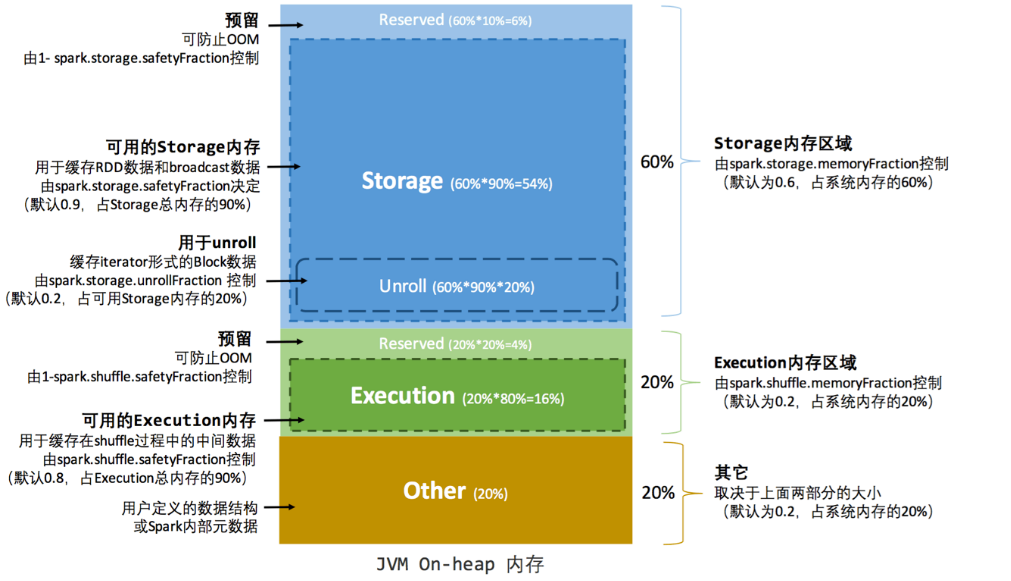 预留
可防止OOM
由1- spark.storage.safetyFraction控制
可用的Storage内存
用于缓存RDD数据和broadcast数据
由spark.storage.safetyFraction决定
（默认0.9，占Storage总内存的90%）
用于unroll
缓存iterator形式的Block数据
由spark.storage.unrollFraction 控制
（默认0.2，占可用Storage内存的20%）
预留
可防止OOM
由1-spark.shuffle.safetyFraction控制
可用的Execution内存
用于缓存在shuffle过程中的中间数据
由spark.shuffle.safetyFraction控制
（默认0.8，占Execution总内存的90%）
用户定义的数据结构
或Spark内部元数据
Reserved (60%*10%=6%)
Storage (60%*90%=54%)
Unroll (60%*90%*20%)
Reserved (20%*20%=4%)
Execution (20%*80%=16%)
Other (20%)
60%
20%
20%
Storage内存区域
由spark.storage.memoryFraction控制
（默认为0.6，占系统内存的60%）
Execution内存区域
由spark.shuffle.memoryFraction控制
（默认为0.2，占系统内存的20%）
其它
取决于上面两部分的大小
（默认为0.2，占系统内存的20%）
JVM On-heap 内存